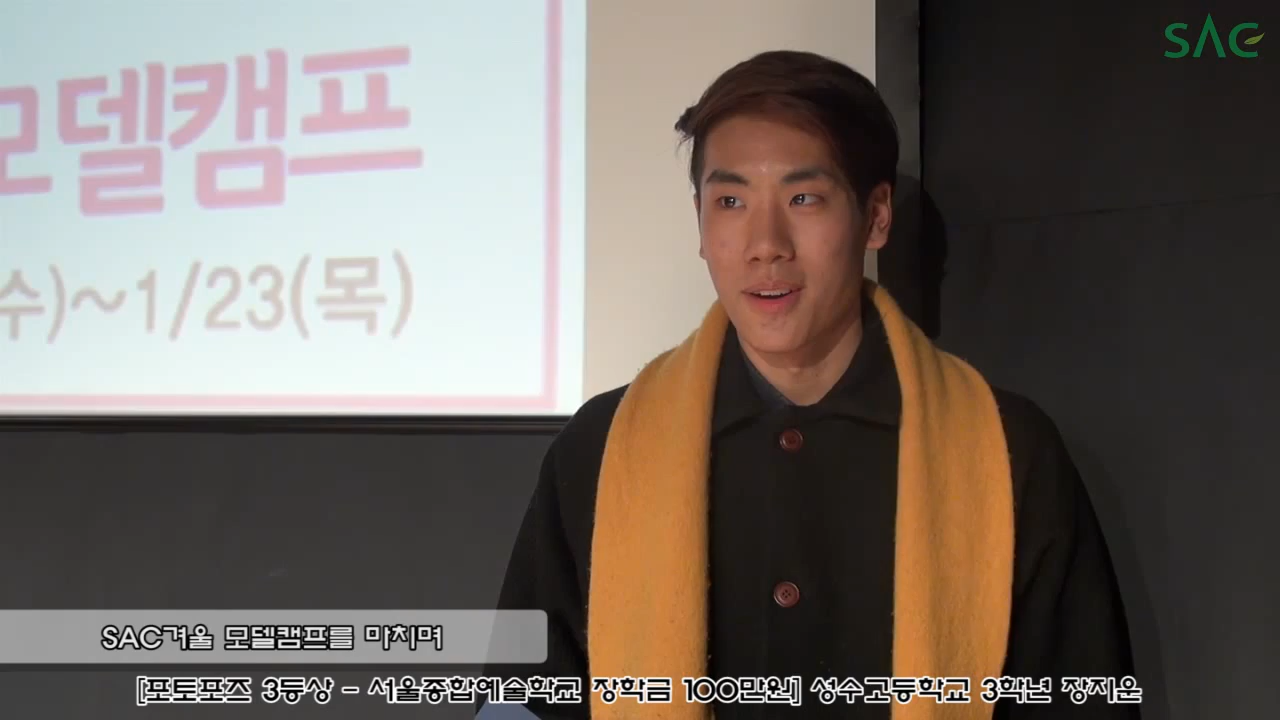 SAC
모델캠프
수)~1/23(목)
SAC겨울 모델캠프를 마치며
[포토포즈 3등상 - 서울종합예술학교 장학금 100만원] 성수고등학교 3학년 장지운